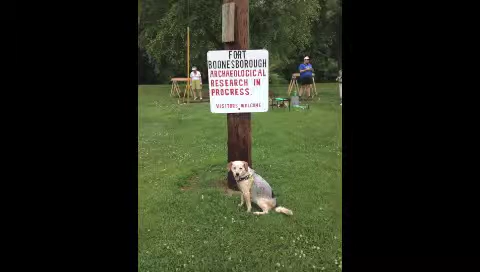 FORT
BOONESBOROUGH
ARCHAEOLOGICAL
RESEARCH IN
PROGRESS.
VISITORS WELCOME